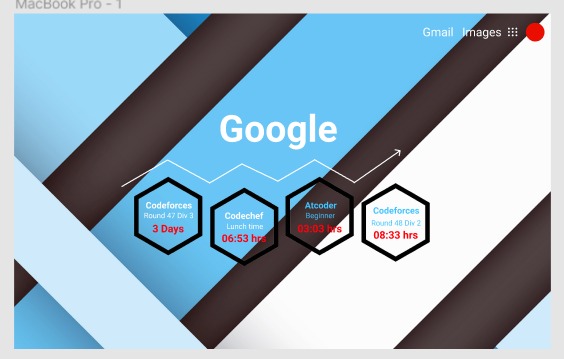 MacBook Pro - 1
Gmail Images
Google
Codeforces
Round 47 Div 3
3 Days
Codechef
Lunch time
06:53 hrs
Atcoder
Beginner
03:03 hrs
Codeforces
Round 48 Div 2
08:33 hrs